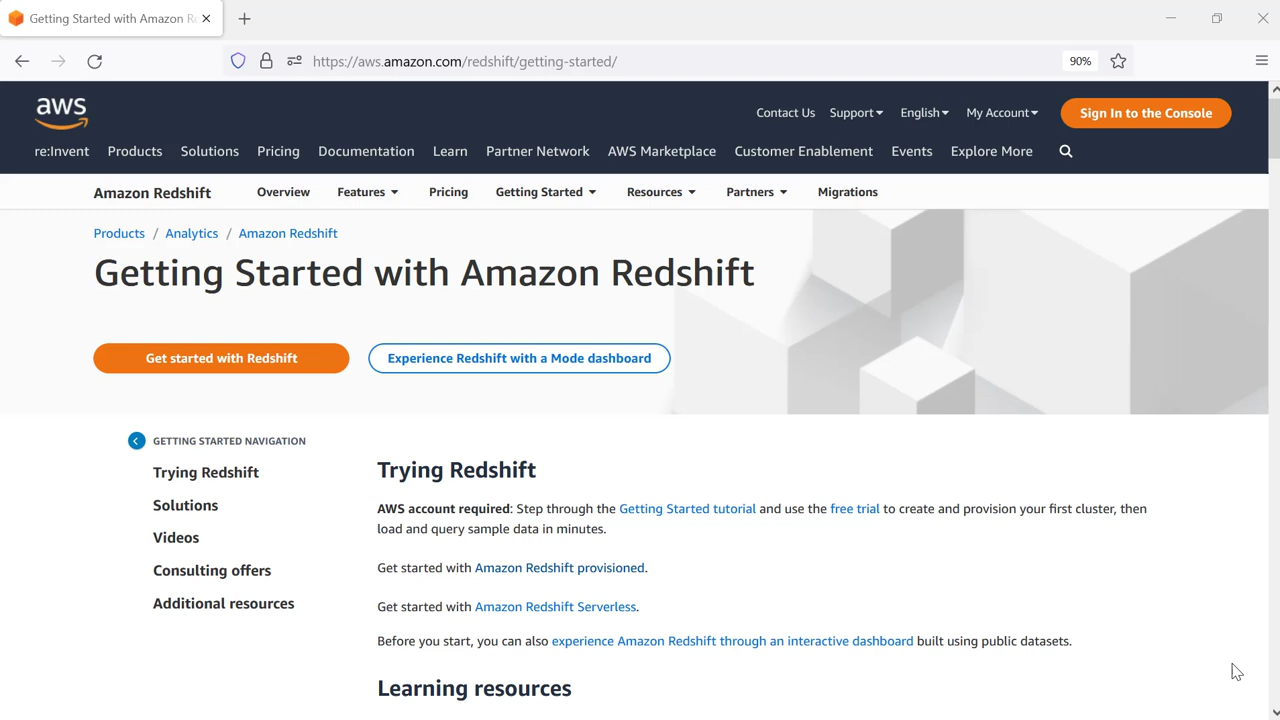 Getting Started with Amazon R
https://aws.amazon.com/redshift/getting-started/
90%
aws
Contact Us Support English My Account Sign In to the Console
re:Invent Products Solutions Pricing Documentation Learn Partner Network AWS Marketplace Customer Enablement Events Explore More
Amazon Redshift Overview Features Pricing Getting Started Resources Partners Migrations
Products / Analytics / Amazon Redshift
Getting Started with Amazon Redshift
Get started with Redshift Experience Redshift with a Mode dashboard
GETTING STARTED NAVIGATION
Trying Redshift
Solutions
Videos
Consulting offers
Additional resources
Trying Redshift
AWS account required: Step through the Getting Started tutorial and use the free trial to create and provision your first cluster, then
load and query sample data in minutes.
Get started with Amazon Redshift provisioned.
Get started with Amazon Redshift Serverless.
Before you start, you can also experience Amazon Redshift through an interactive dashboard built using public datasets.
Learning resources